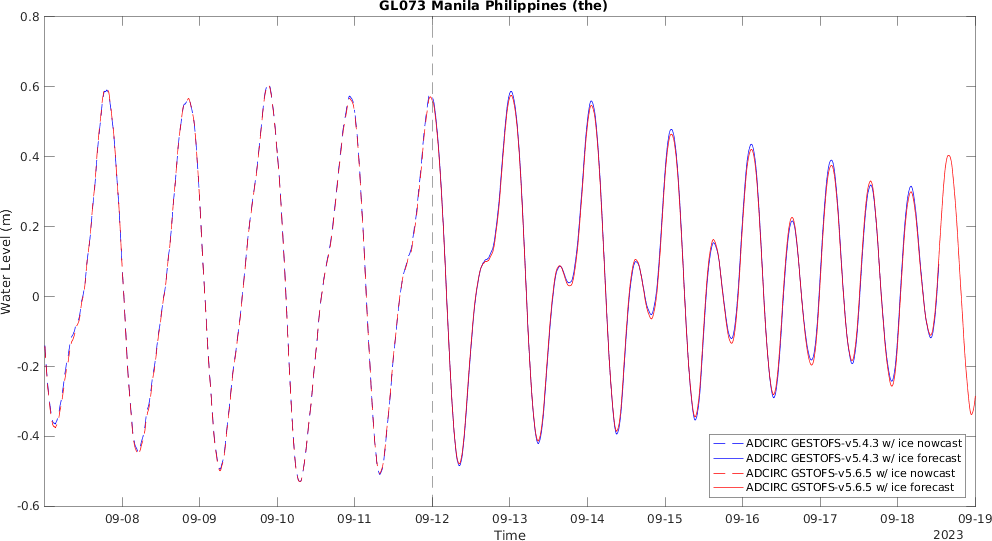 GL073 Manila Philippines (the)
0.8
0.6
0.4
0.2
0
-0.2
-0.4
-0.6
Water Level (m)
ADCIRC GESTOFS-v5.4.3 w/ ice nowcast
ADCIRC GESTOFS-v5.4.3 w/ ice forecast
ADCIRC GSTOFS-v5.6.5 w/ ice nowcast
ADCIRC GSTOFS-v5.6.5 w/ ice forecast
09-08 09-09 09-10 09-11 09-12 09-13 09-14 09-15 09-16 09-17 09-18 09-19
Time
2023